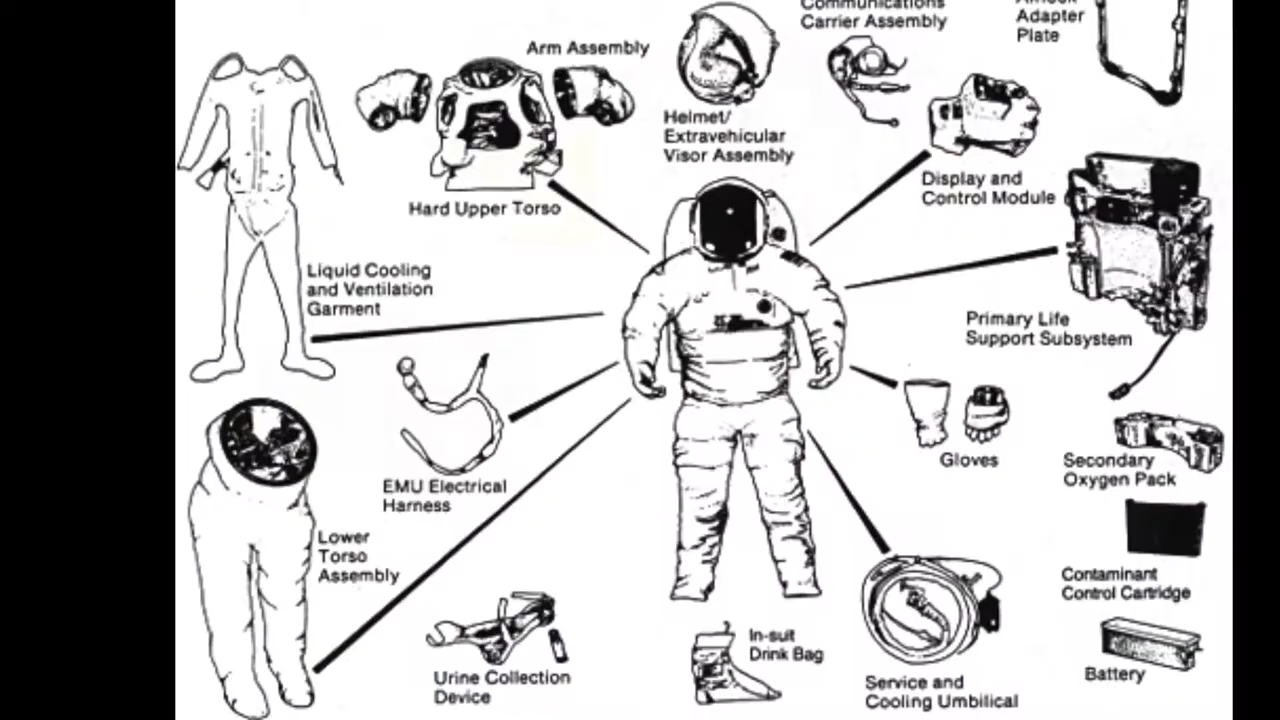 Communications
Carrier Assembly
Adapter
Plate
Arm Assembly
Helmet/
Extravehicular
Visor Assembly
Display and
Control Module
Hard Upper Torso
Liquid Cooling
and Ventilation
Garment
Primary Life
Support Subsystem
Gloves
Secondary
Oxygen Pack
EMU Electrical
Harness
Lower
Torso
Assembly
Contaminant
Control Cartridge
In-suit
Drink Bag
Battery
Urine Collection
Device
Service and
Cooling Umbilical